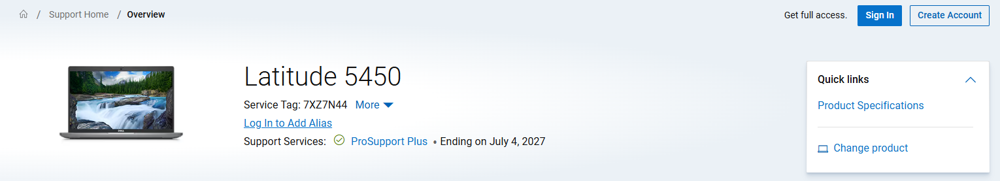 / Support Home / Overview
Get full access. Sign In Create Account
Latitude 5450
Service Tag: 7XZ7N44 More
Log In to Add Alias
Support Services: ProSupport Plus • Ending on July 4, 2027
Quick links
Product Specifications
Change product
DELL